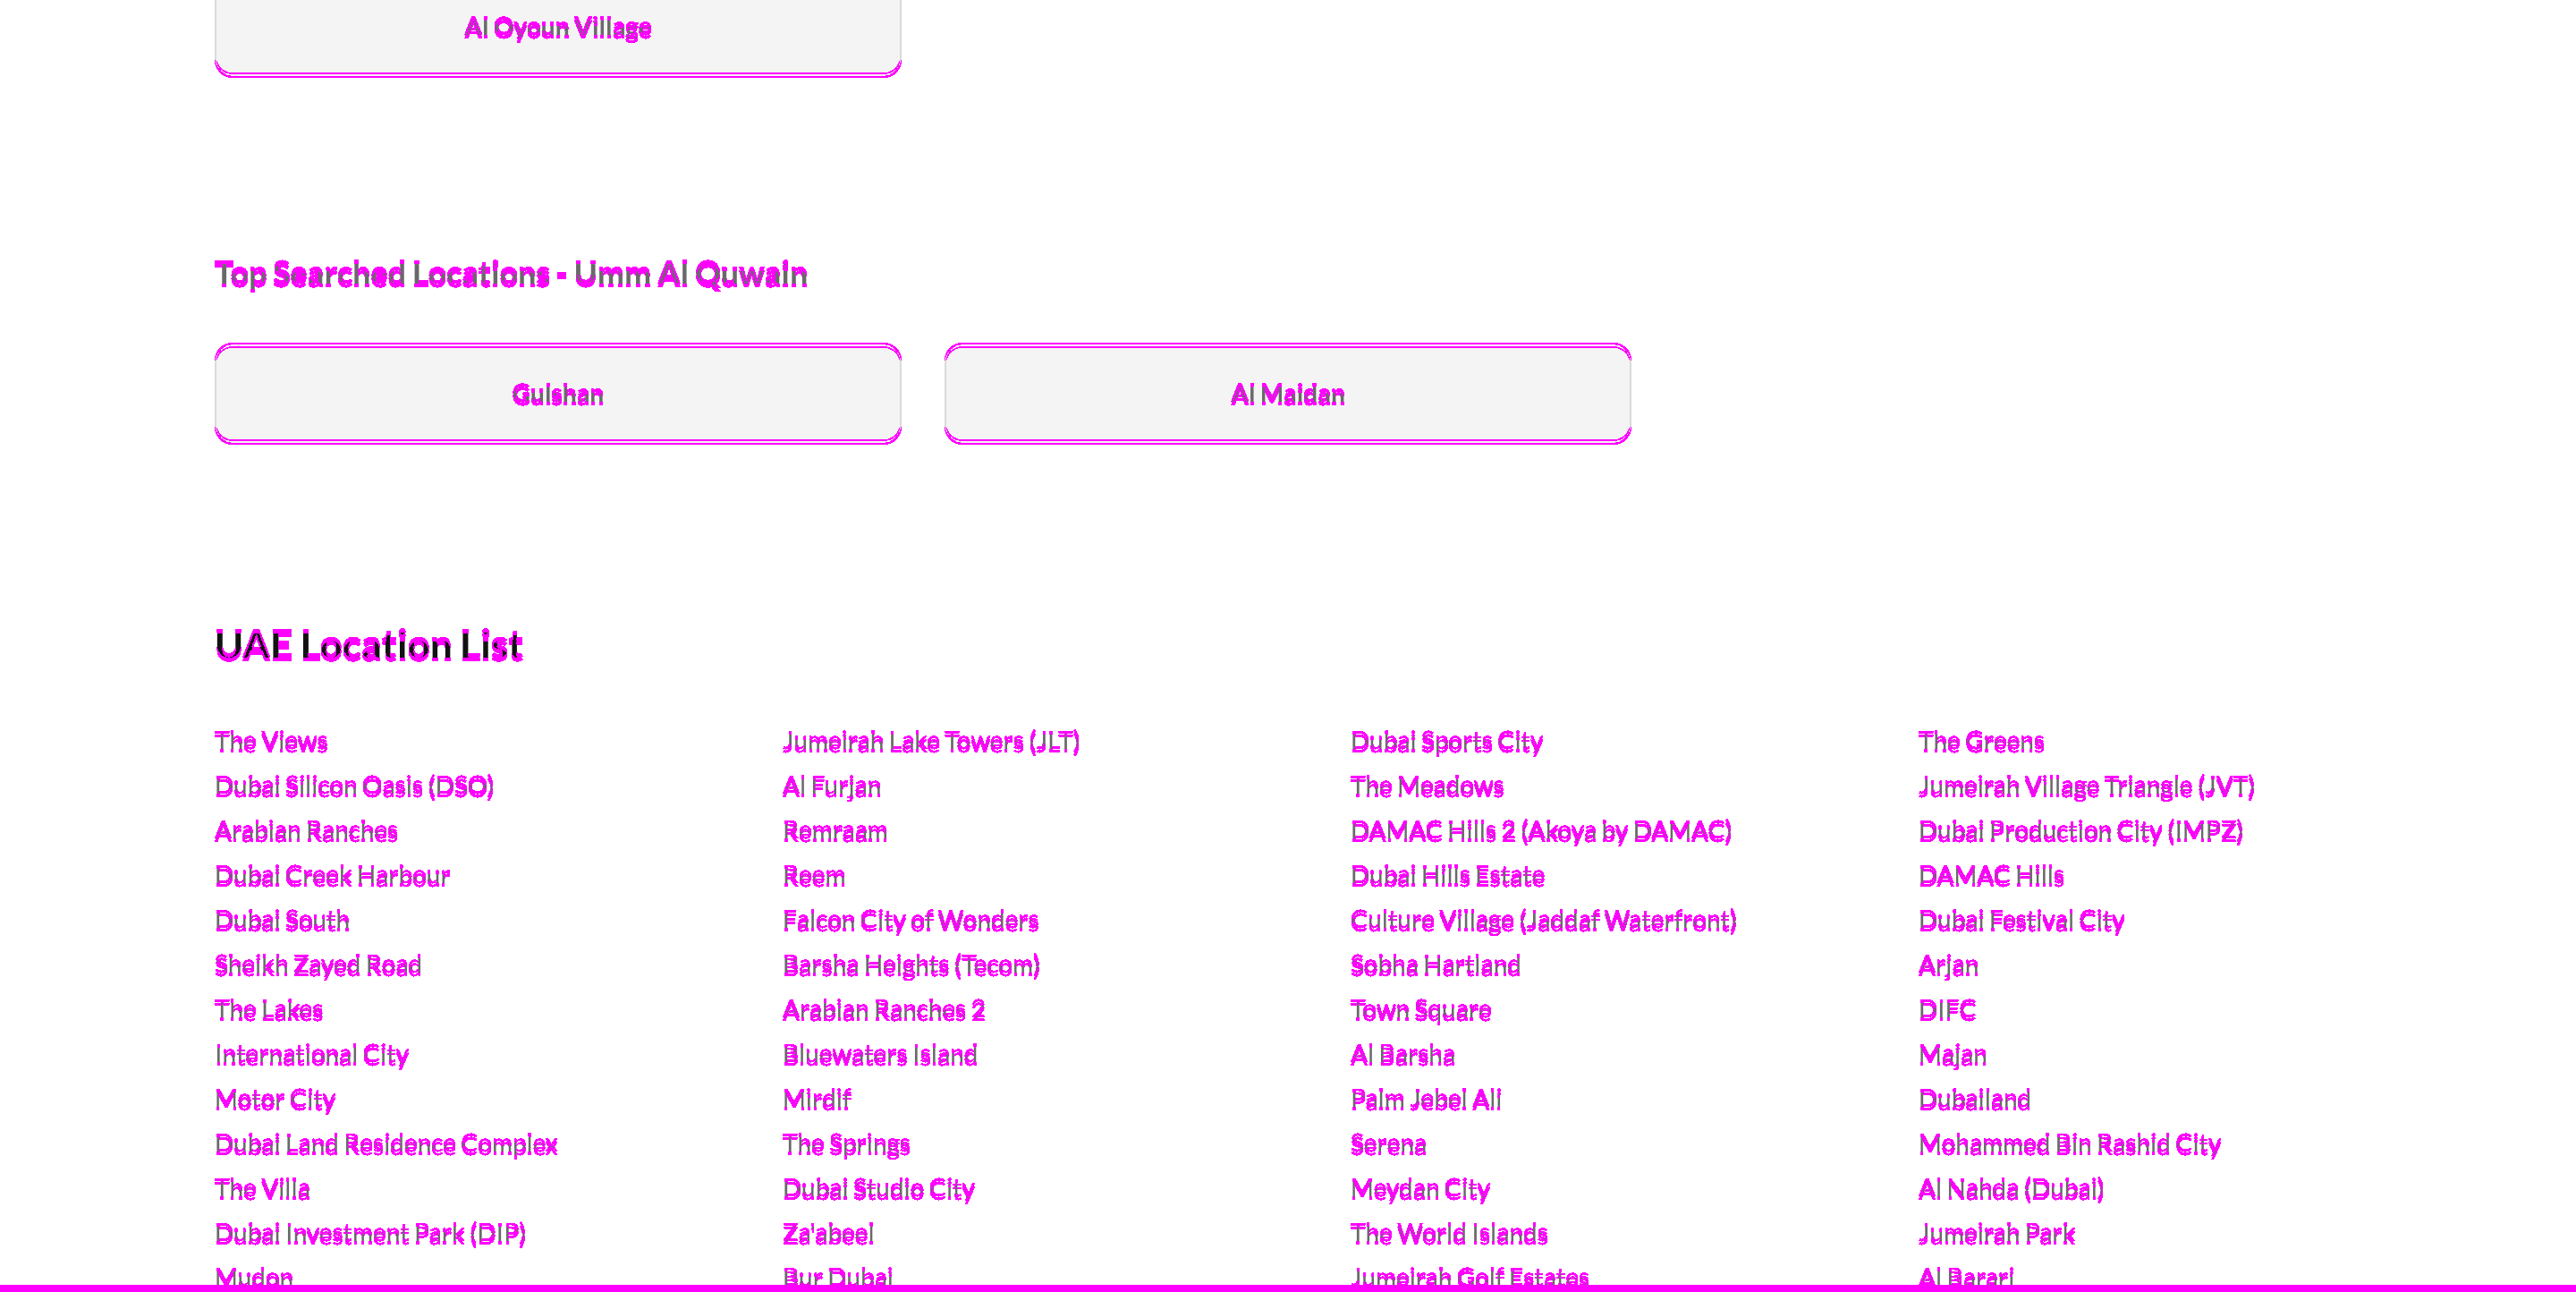 Al Oyoun Village
Top Searched Locations - Umm Al Quwain
Gulshan
Al Maidan
UAE Location List
The Views
Jumeirah Lake Towers (JLT)
Dubai Sports City
The Greens
Dubai Silicon Oasis (DSO)
Al Furjan
The Meadows
Jumeirah Village Triangle (JVT)
Arabian Ranches
Remraam
DAMAC Hills 2 (Akoya by DAMAC)
Dubai Production City (IMPZ)
Dubai Creek Harbour
Reem
Dubai Hills Estate
DAMAC Hills
Dubai South
Falcon City of Wonders
Culture Village (Jaddaf Waterfront)
Dubai Festival City
Sheikh Zayed Road
Barsha Heights (Tecom)
Sobha Hartland
Arjan
The Lakes
Arabian Ranches 2
Town Square
DIFC
International City
Bluewaters Island
Al Barsha
Majan
Motor City
Mirdif
Palm Jebel Ali
Dubailand
Dubai Land Residence Complex
The Springs
Serena
Mohammed Bin Rashid City
The Villa
Dubai Studio City
Meydan City
Al Nahda (Dubai)
Dubai Investment Park (DIP)
Za'abeel
The World Islands
Jumeirah Park
Mudon
Bur Dubai
Jumeirah Golf Estates
Al Barari